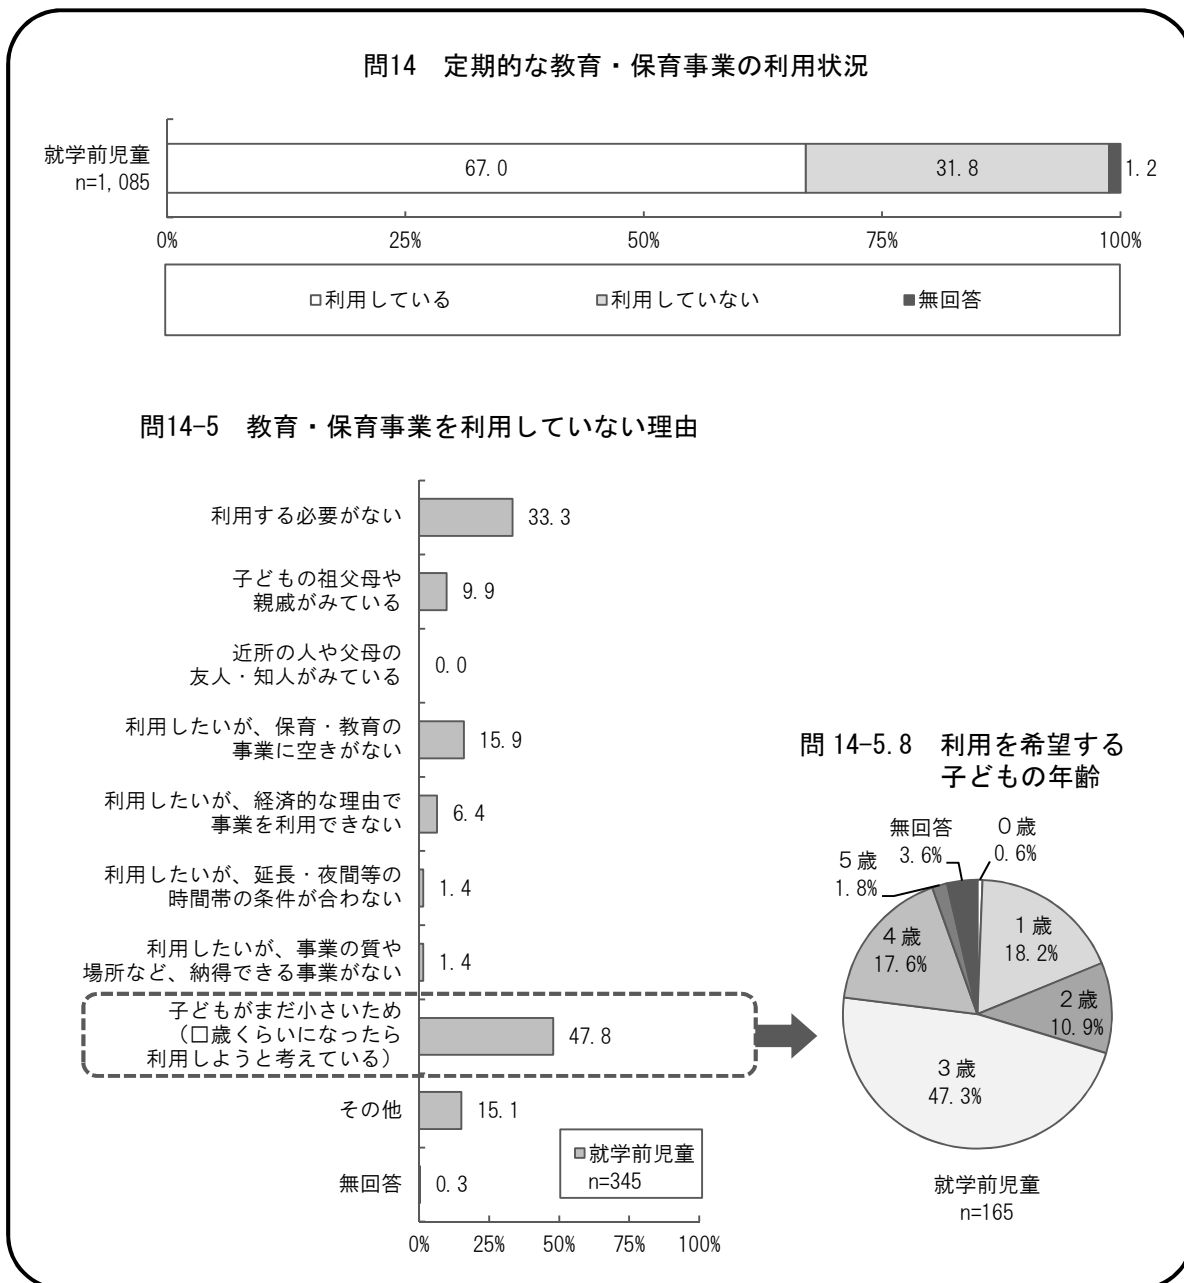 問14　定期的な教育・保育事業の利用状況
就学前児童
n=1,085
67.0
31.8
1.2
0%
25%
50%
75%
100%
利用している
利用していない
無回答
問14-5　教育・保育事業を利用していない理由
利用する必要がない
33.3
子どもの祖父母や
親戚がみている
9.9
近所の人や父母の
友人・知人がみている
0.0
利用したいが、保育・教育の
事業に空きがない
15.9
利用したいが、経済的な理由で
事業を利用できない
6.4
利用したいが、延長・夜間等の
時間帯の条件が合わない
1.4
利用したいが、事業の質や
場所など、納得できる事業がない
1.4
子どもがまだ小さいため
（□歳くらいになったら
利用しようと考えている）
47.8
その他
15.1
無回答
0.3
就学前児童
n=345
0%
25%
50%
75%
100%
問 14-5.8　利用を希望する
子どもの年齢
無回答
3.6%
０歳
0.6%
５歳
1.8%
１歳
18.2%
４歳
17.6%
２歳
10.9%
３歳
47.3%
就学前児童
n=165